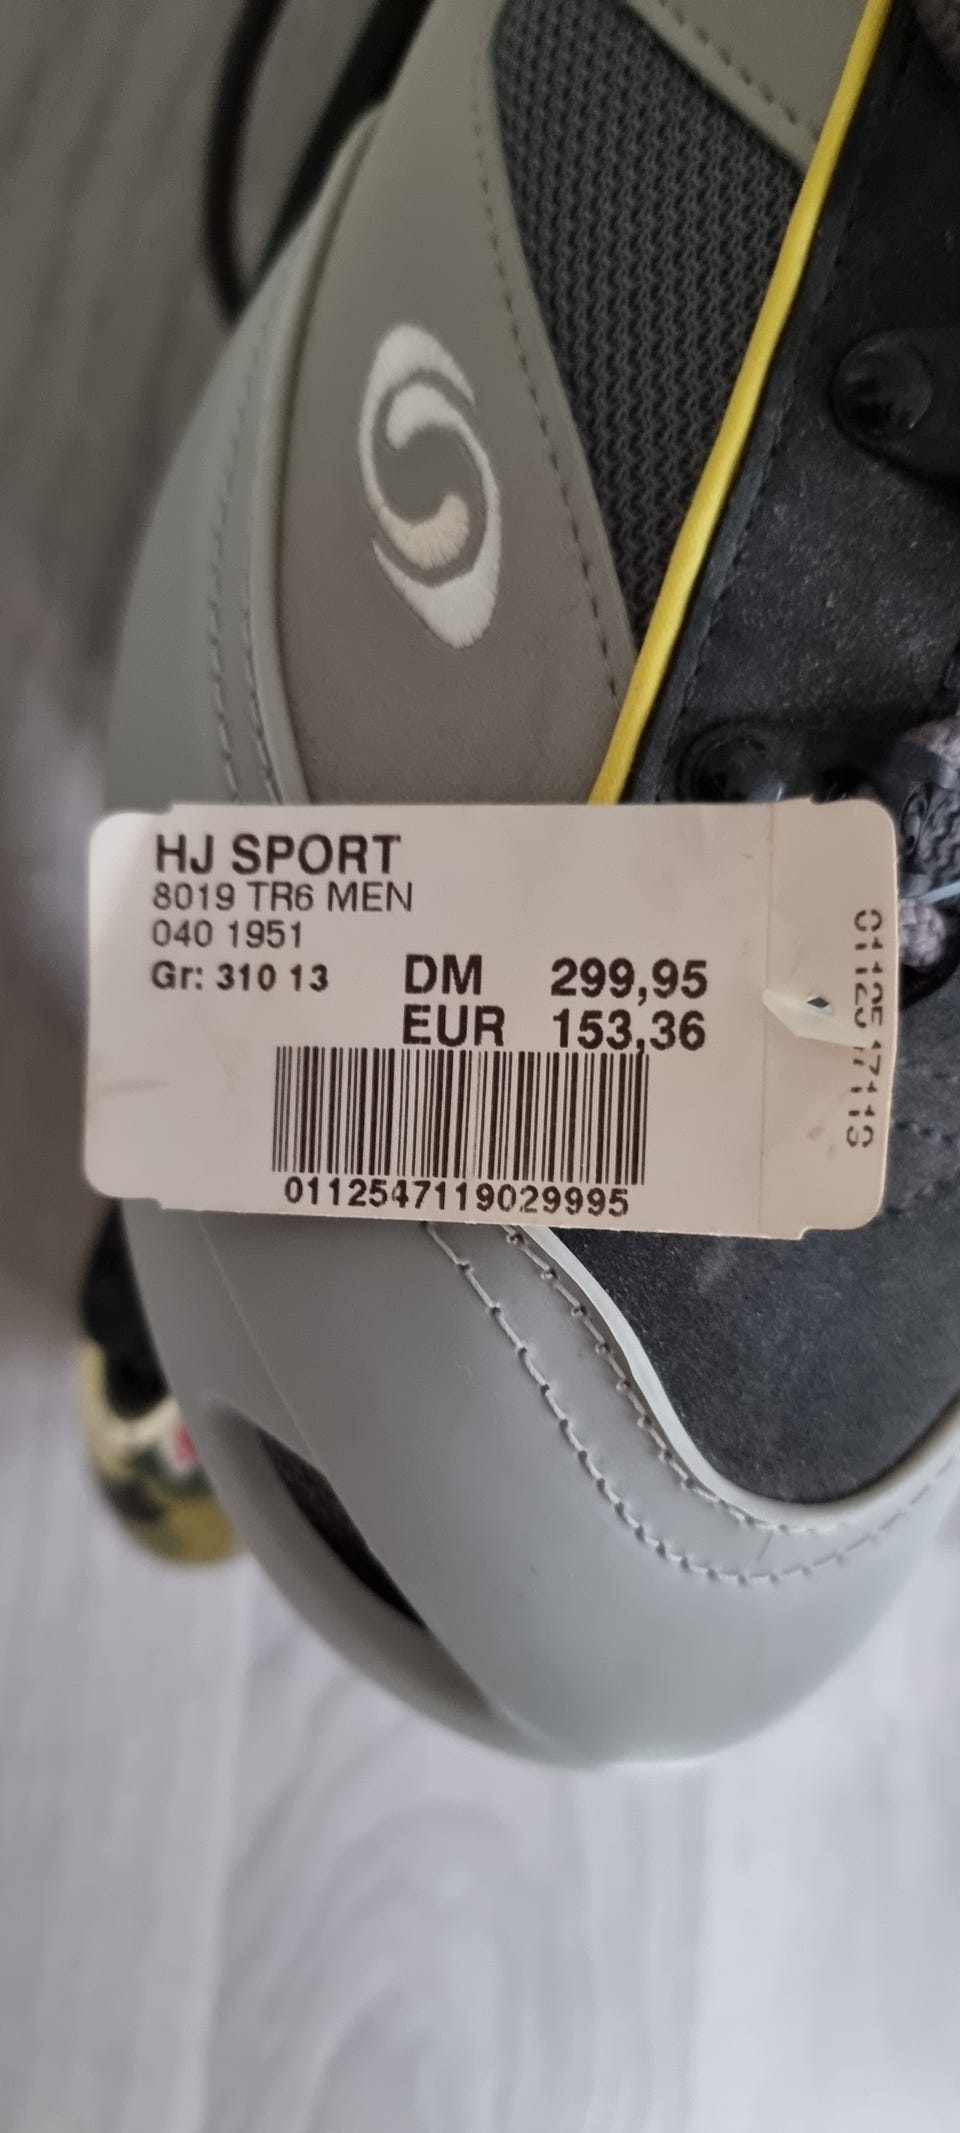 HJ SPORT
8019 TR6 MEN
040 1951
Gr: 310 13
DM 299,95
EUR 153,36
0112547119029995